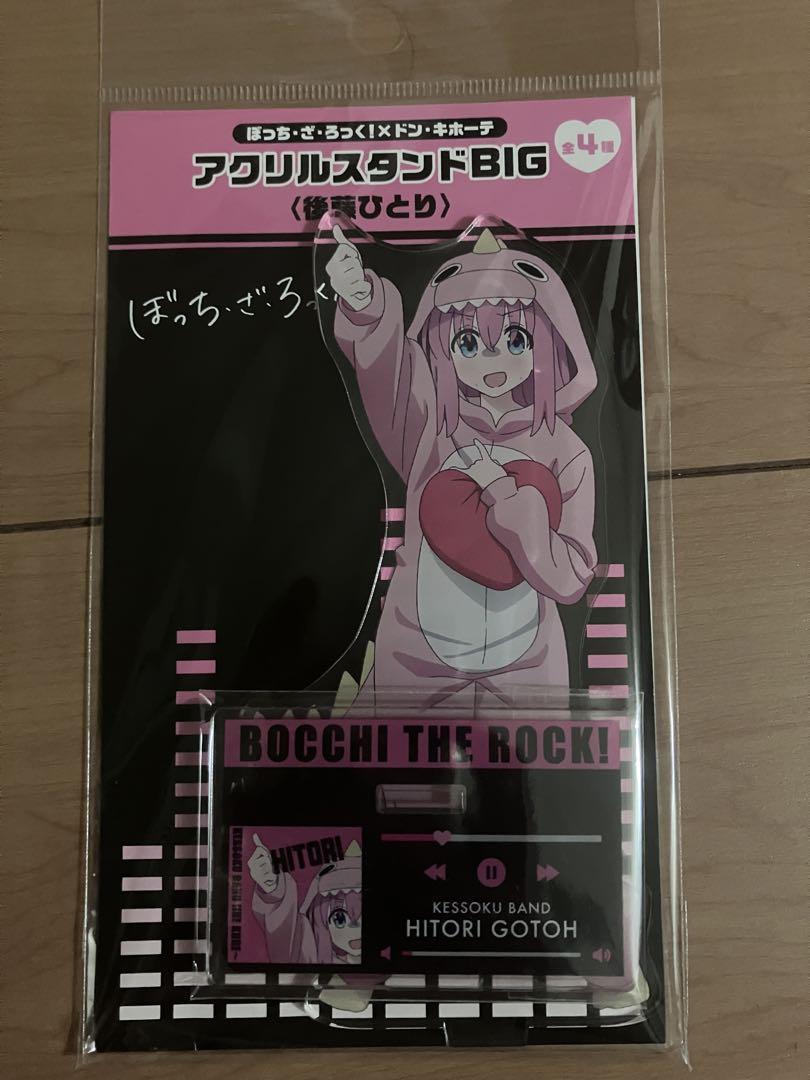 ぼっち・ざ・ろっく!×ドン・キホーテ
アクリルスタンドBIG
全4種
〈後藤ひとり〉
ぼっち・ざ・ろっく
BOCCHI THE ROCK!
HITORI
KESSOKU BAND
HITORI GOTOH